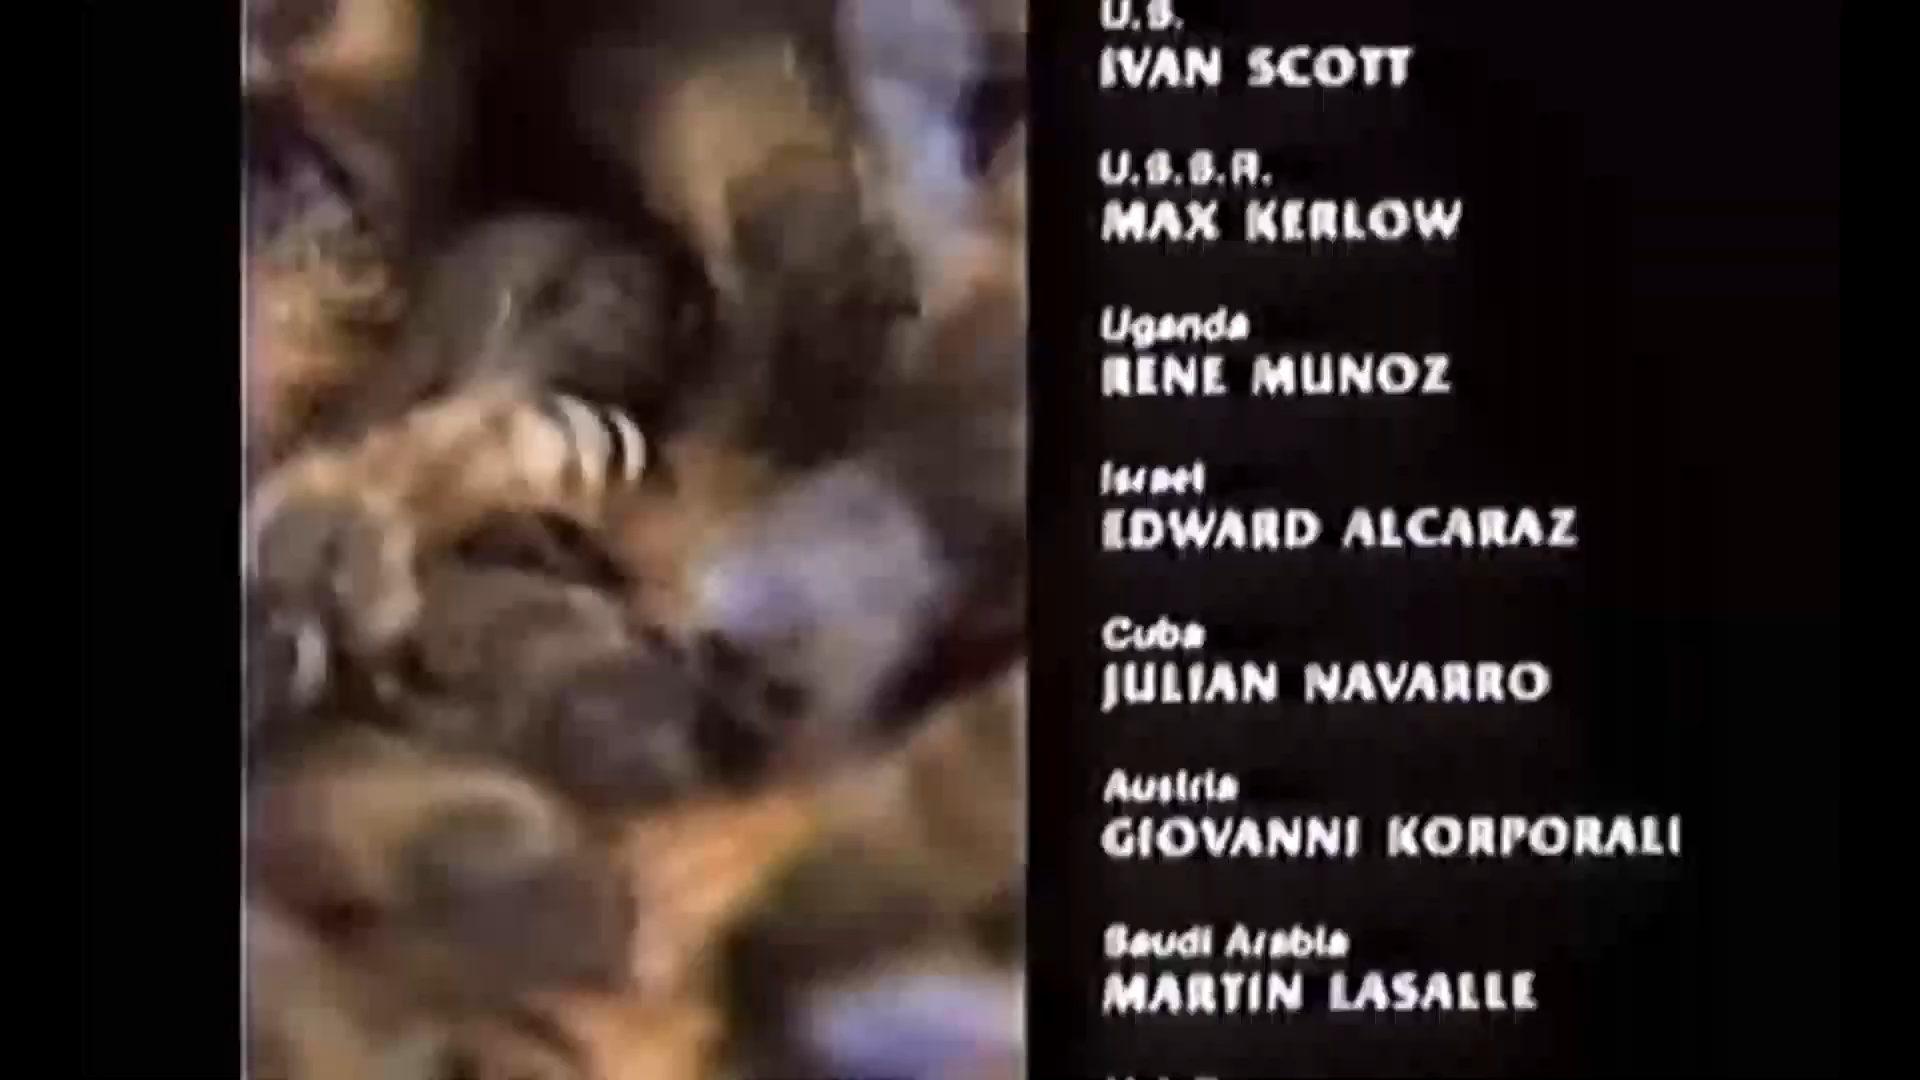 U.S.
IVAN SCOTT
U.S.S.R.
MAX KERLOW
Uganda
RENE MUNOZ
Israel
EDWARD ALCARAZ
Cuba
JULIAN NAVARRO
Austria
GIOVANNI KORPORALI
Saudi Arabia
MARTIN LASALLE